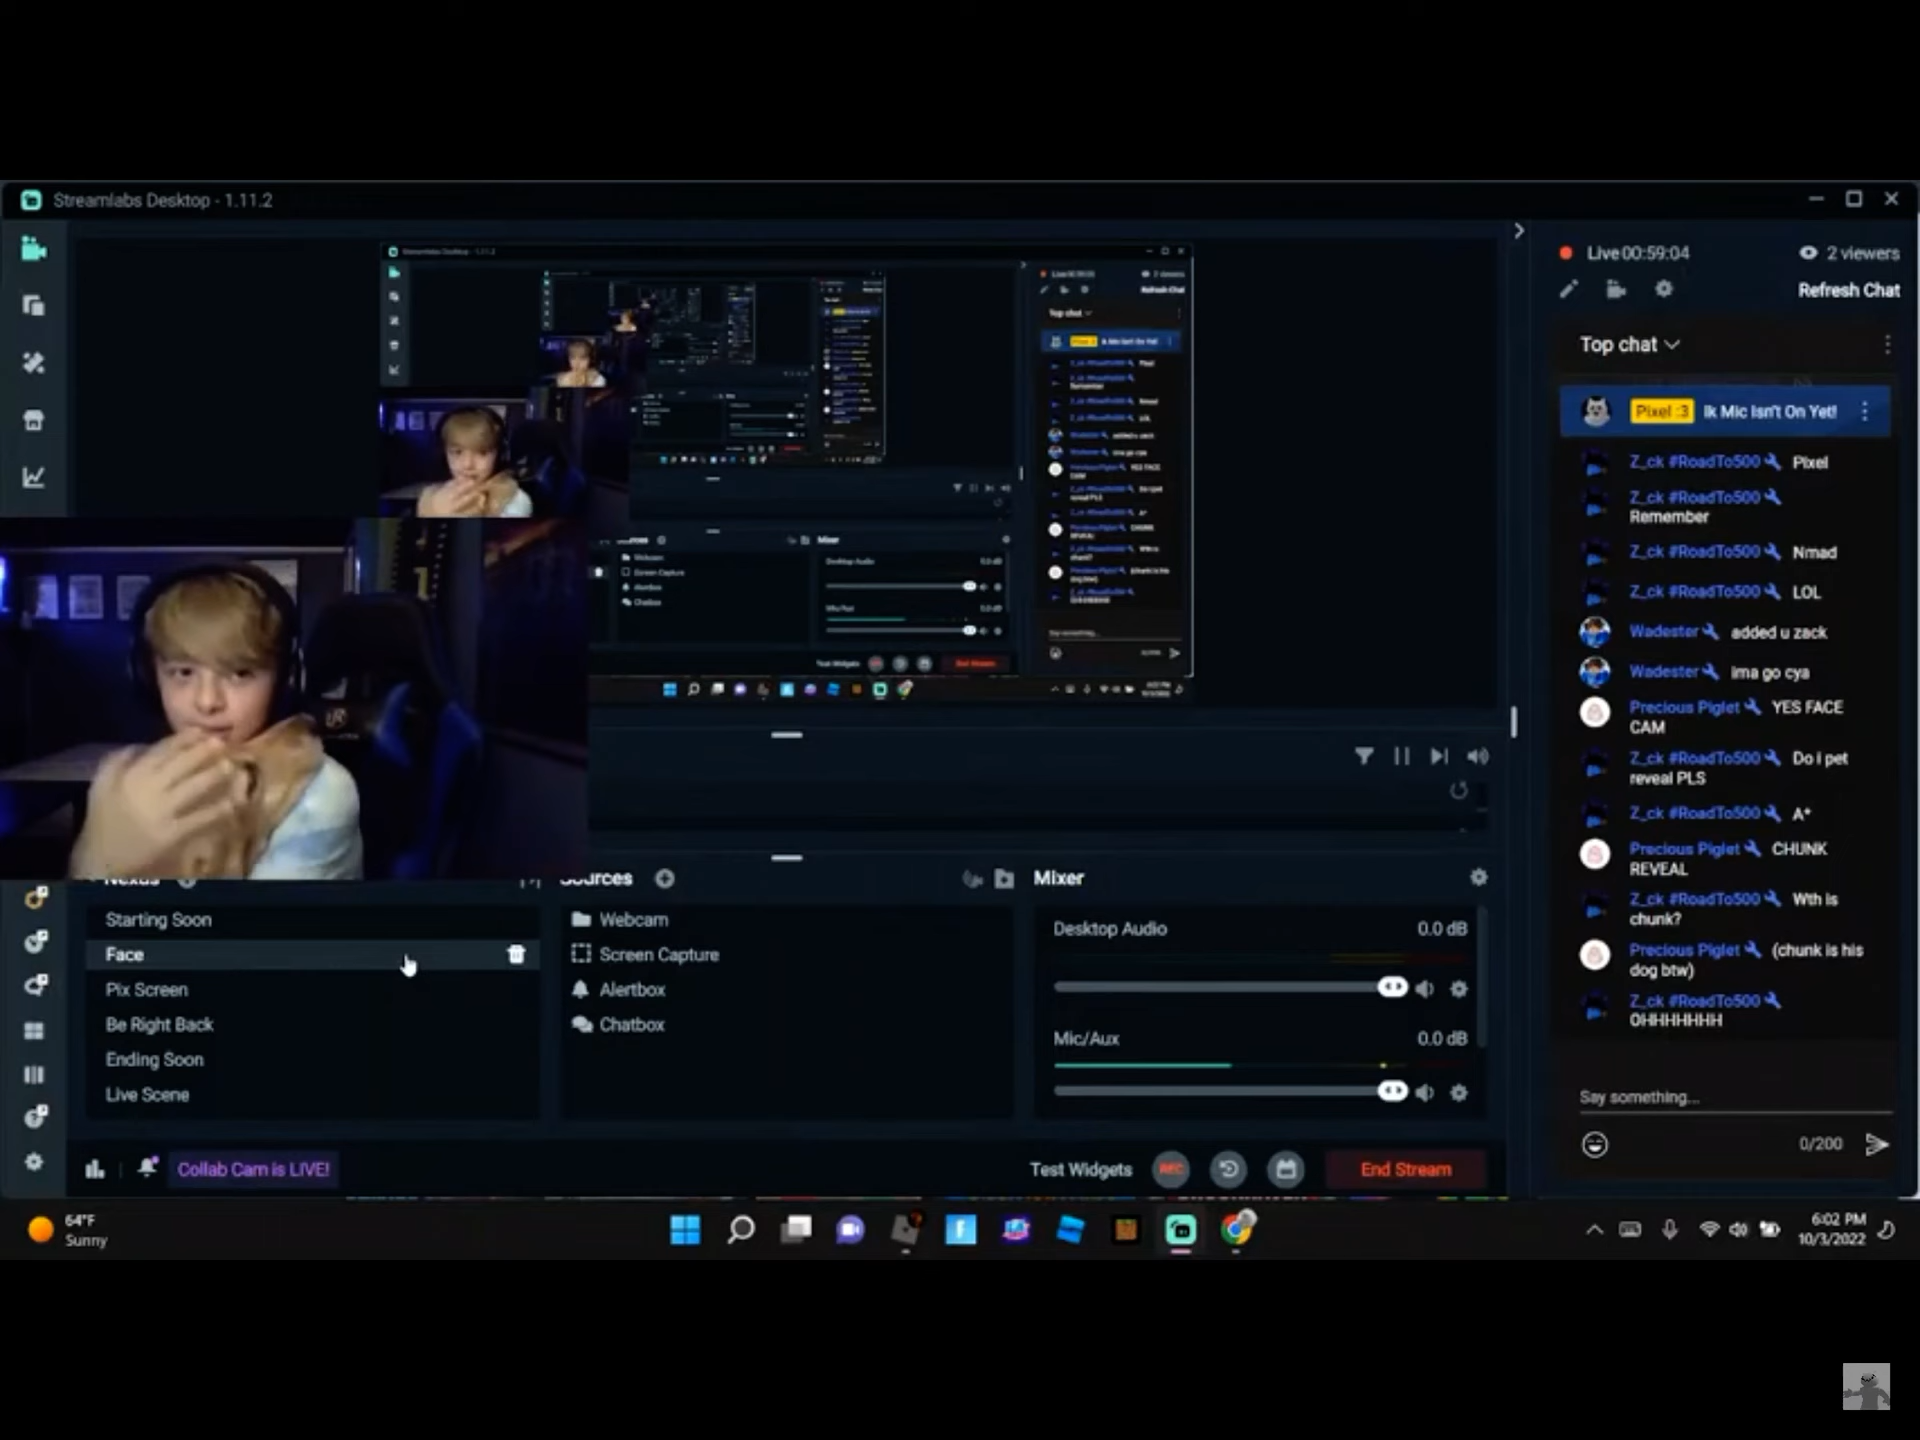 Streamlabs Desktop - 1.11.2
Live 00:59:04
2 viewers
Refresh Chat
Top chat
Pixel :3 Ik Mic Isn't On Yet!
Z_ck #RoadTo500 Pixel
Z_ck #RoadTo500
Remember
Z_ck #RoadTo500 Nmad
Z_ck #RoadTo500 LOL
Wadester added u zack
Wadester ima go cya
Precious Piglet YES FACE
CAM
Z_ck #RoadTo500 Do i pet
reveal PLS
Z_ck #RoadTo500 A*
Precious Piglet CHUNK
REVEAL
Z_ck #RoadTo500 Wth is
chunk?
Precious Piglet (chunk is his
dog btw)
Z_ck #RoadTo500
OHHHHHHH
Say something...
0/200
Nexus
Starting Soon
Face
Pix Screen
Be Right Back
Ending Soon
Live Scene
Sources
Webcam
Screen Capture
Alertbox
Chatbox
Mixer
Desktop Audio 0.0 dB
Mic/Aux 0.0 dB
Collab Cam is LIVE!
Test Widgets
REC
End Stream
64°F
Sunny
6:02 PM
10/3/2022